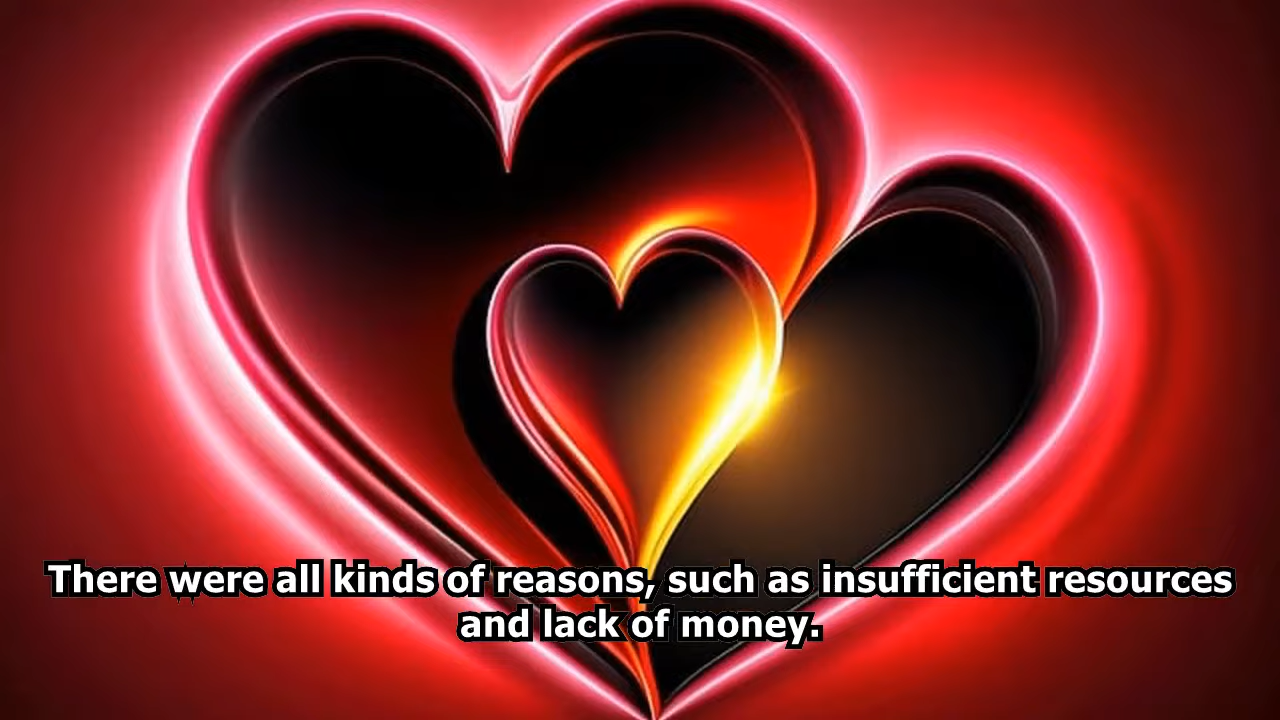 There were all kinds of reasons, such as insufficient resources
and lack of money.